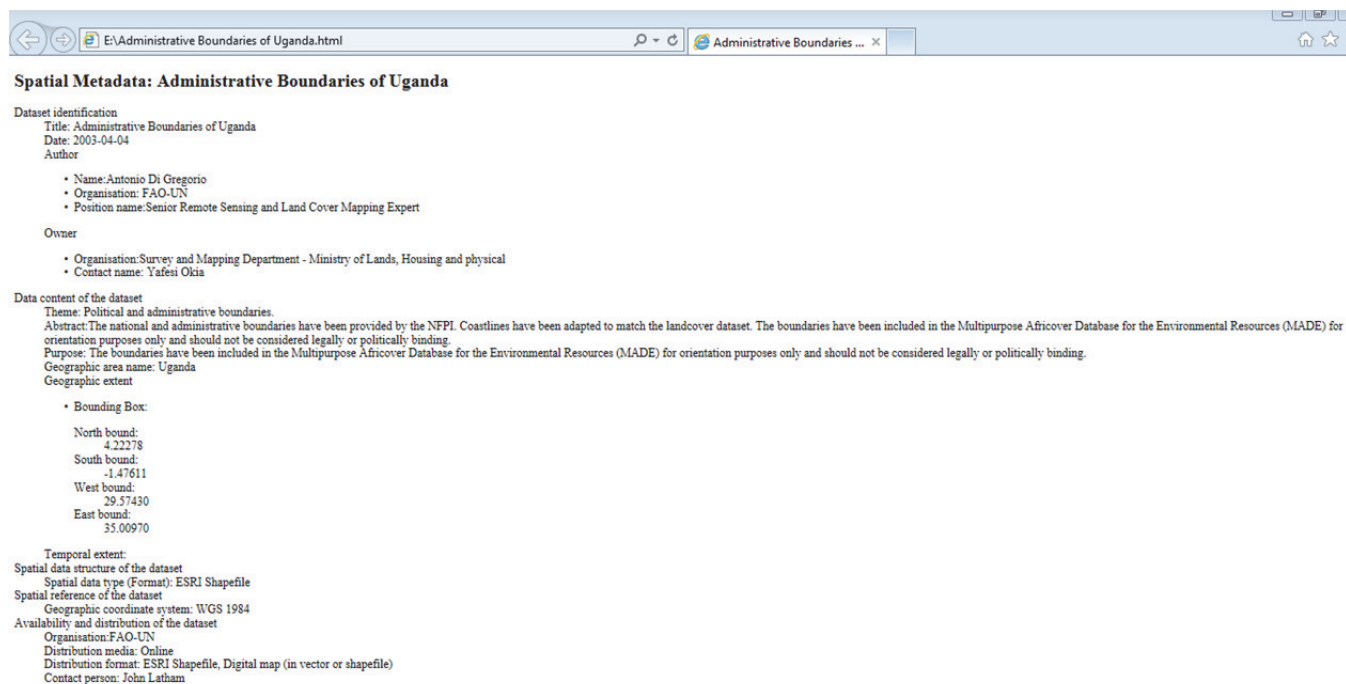 E:\Administrative Boundaries of Uganda.html
Administrative Boundaries ...
Spatial Metadata: Administrative Boundaries of Uganda
Dataset identification
Title: Administrative Boundaries of Uganda
Date: 2003-04-04
Author
• Name:Antonio Di Gregorio
• Organisation: FAO-UN
• Position name:Senior Remote Sensing and Land Cover Mapping Expert
Owner
• Organisation:Survey and Mapping Department - Ministry of Lands, Housing and physical
• Contact name: Yafesi Okia
Data content of the dataset
Theme: Political and administrative boundaries.
Abstract:The national and administrative boundaries have been provided by the NFPI. Coastlines have been adapted to match the landcover dataset. The boundaries have been included in the Multipurpose Africover Database for the Environmental Resources (MADE) for
orientation purposes only and should not be considered legally or politically binding.
Purpose: The boundaries have been included in the Multipurpose Africover Database for the Environmental Resources (MADE) for orientation purposes only and should not be considered legally or politically binding.
Geographic area name: Uganda
Geographic extent
• Bounding Box:
North bound:
4.22278
South bound:
-1.47611
West bound:
29.57430
East bound:
35.00970
Temporal extent:
Spatial data structure of the dataset
Spatial data type (Format): ESRI Shapefile
Spatial reference of the dataset
Geographic coordinate system: WGS 1984
Availability and distribution of the dataset
Organisation:FAO-UN
Distribution media: Online
Distribution format: ESRI Shapefile, Digital map (in vector or shapefile)
Contact person: John Latham